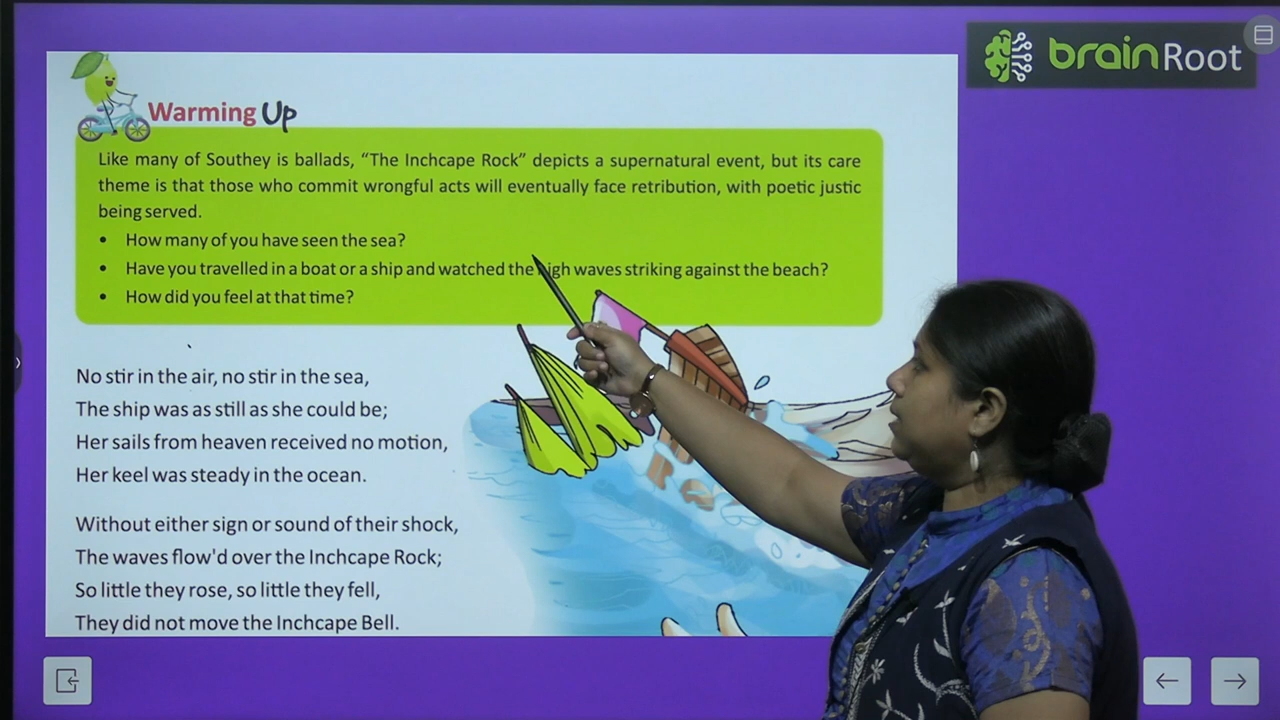 brainRoot
Warming Up
Like many of Southey is ballads, “The Inchcape Rock” depicts a supernatural event, but its care
theme is that those who commit wrongful acts will eventually face retribution, with poetic justic
being served.
• How many of you have seen the sea?
• Have you travelled in a boat or a ship and watched the high waves striking against the beach?
• How did you feel at that time?
No stir in the air, no stir in the sea,
The ship was as still as she could be;
Her sails from heaven received no motion,
Her keel was steady in the ocean.
Without either sign or sound of their shock,
The waves flow'd over the Inchcape Rock;
So little they rose, so little they fell,
They did not move the Inchcape Bell.